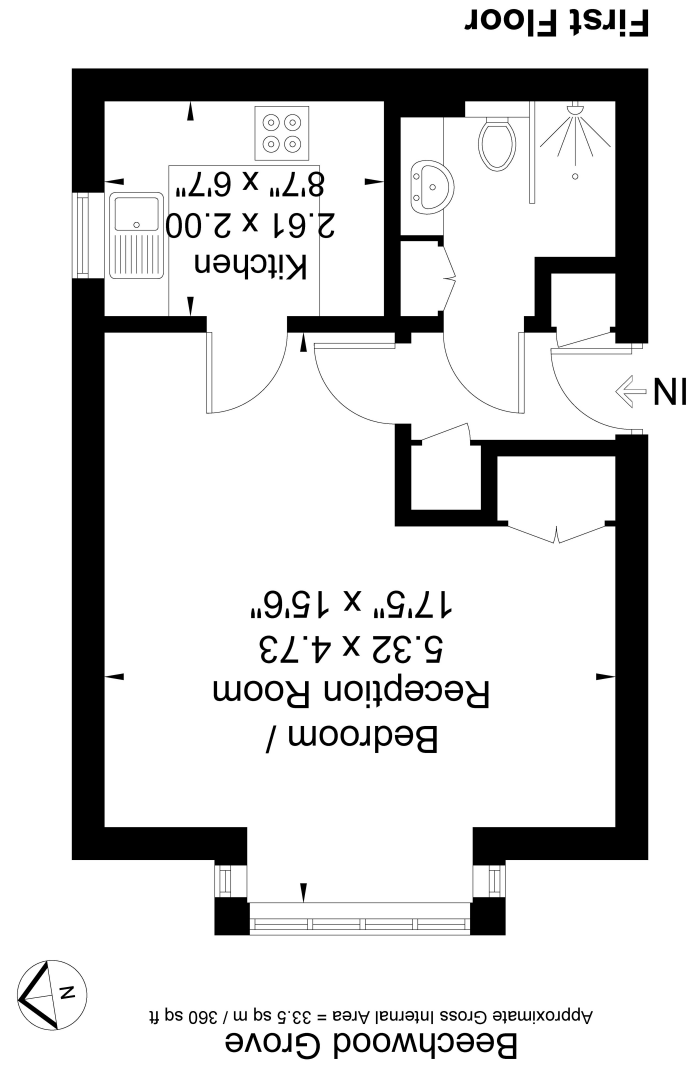 Beechwood Grove
Approximate Gross Internal Area = 33.5 sq m / 360 sq ft
N
Bedroom /
Reception Room
5.32 x 4.73
17'5" x 15'6"
IN
Kitchen
2.61 x 2.00
8'7" x 6'7"
First Floor